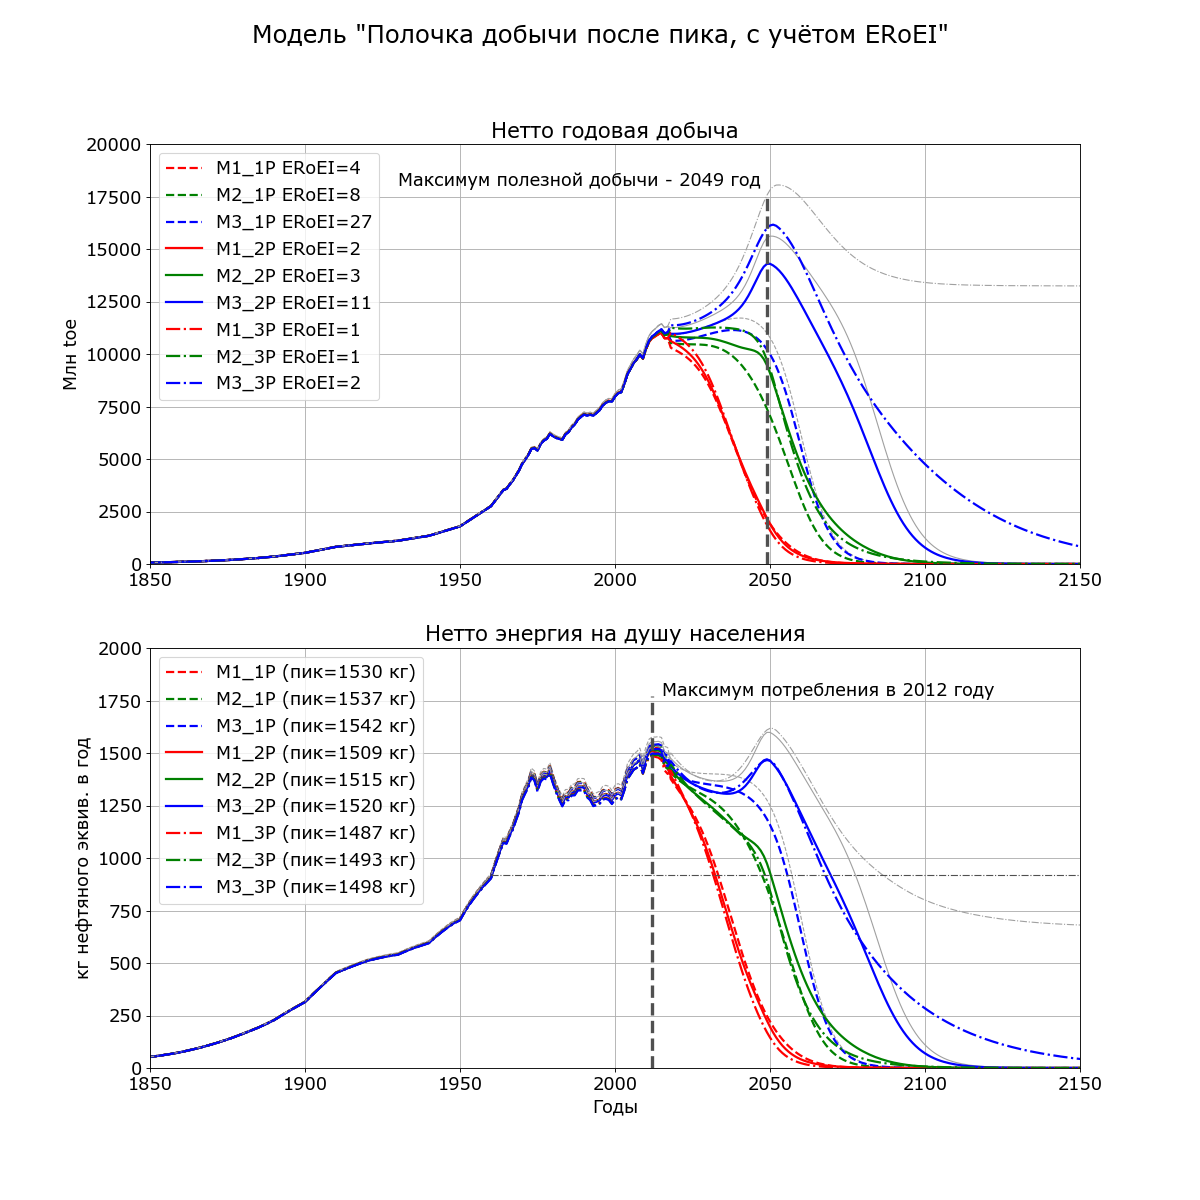 Модель "Полочка добычи после пика, с учётом ERoEI"
Нетто годовая добыча
Млн toe
20000
17500
15000
12500
10000
7500
5000
2500
0
M1_1P ERoEI=4
M2_1P ERoEI=8
M3_1P ERoEI=27
M1_2P ERoEI=2
M2_2P ERoEI=3
M3_2P ERoEI=11
M1_3P ERoEI=1
M2_3P ERoEI=1
M3_3P ERoEI=2
Максимум полезной добычи - 2049 год
1850 1900 1950 2000 2050 2100 2150
Нетто энергия на душу населения
кг нефтяного эквив. в год
2000
1750
1500
1250
1000
750
500
250
0
M1_1P (пик=1530 кг)
M2_1P (пик=1537 кг)
M3_1P (пик=1542 кг)
M1_2P (пик=1509 кг)
M2_2P (пик=1515 кг)
M3_2P (пик=1520 кг)
M1_3P (пик=1487 кг)
M2_3P (пик=1493 кг)
M3_3P (пик=1498 кг)
Максимум потребления в 2012 году
1850 1900 1950 2000 2050 2100 2150
Годы